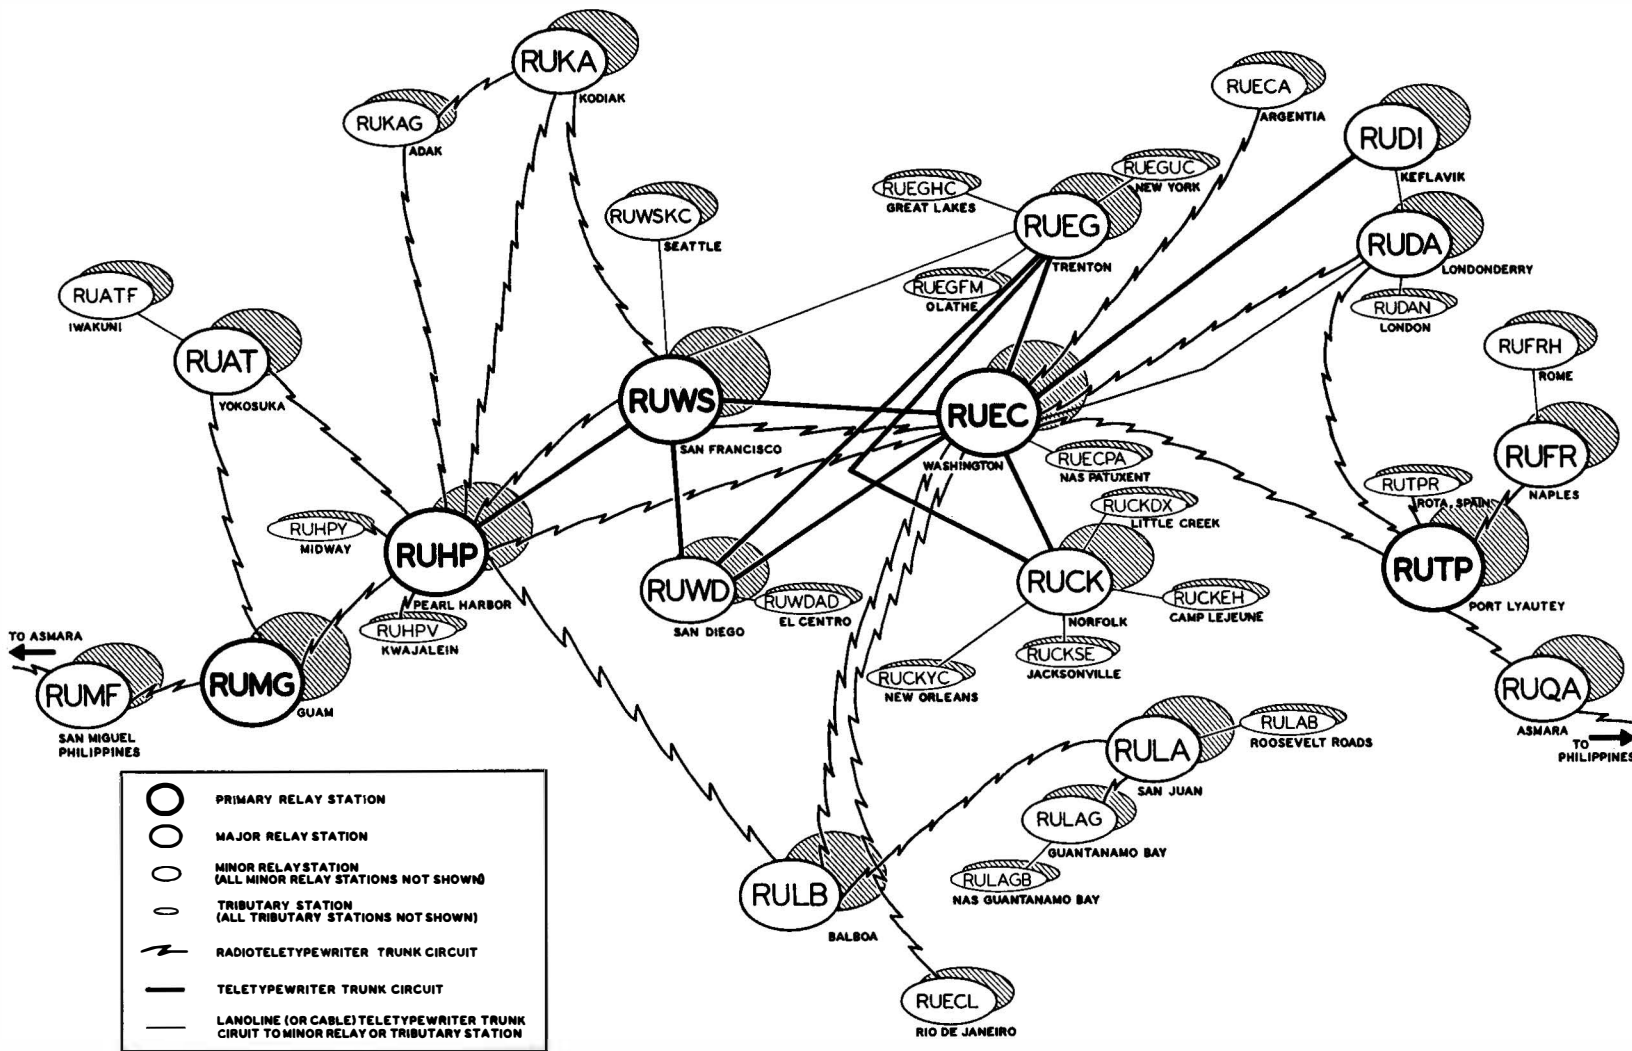 RUKA
KODIAK
RUKAG
ADAK
RUECA
ARGENTIA
RUDI
KEFLAVIK
RUEGHC
GREAT LAKES
RUEGUC
NEW YORK
RUEG
TRENTON
RUWSKC
SEATTLE
RUEGFM
OLATHE
RUDA
LONDONDERRY
RUDAN
LONDON
RUATF
IWAKUNI
RUAT
YOKOSUKA
RUFRH
ROME
RUWS
SAN FRANCISCO
RUEC
WASHINGTON
RUECPA
NAS PATUXENT
RUFR
NAPLES
RUTPR
ROTA, SPAIN
RUHPY
MIDWAY
RUHP
PEARL HARBOR
RUCKDX
LITTLE CREEK
RUTP
PORT LYAUTEY
RUWD
SAN DIEGO
RUWDAD
EL CENTRO
RUCK
NORFOLK
RUCKEH
CAMP LEJEUNE
RUHPV
KWAJALEIN
RUCKSE
JACKSONVILLE
RUCKYC
NEW ORLEANS
TO ASMARA
RUMF
SAN MIGUEL
PHILIPPINES
RUMG
GUAM
RUQA
ASMARA
TO
PHILIPPINES
RULA
SAN JUAN
RULAB
ROOSEVELT ROADS
RULAG
GUANTANAMO BAY
RULAGB
NAS GUANTANAMO BAY
RULB
BALBOA
RUECL
RIO DE JANEIRO
PRIMARY RELAY STATION
MAJOR RELAY STATION
MINOR RELAY STATION
(ALL MINOR RELAY STATIONS NOT SHOWN)
TRIBUTARY STATION
(ALL TRIBUTARY STATIONS NOT SHOWN)
RADIOTELETYPEWRITER TRUNK CIRCUIT
TELETYPEWRITER TRUNK CIRCUIT
LANOLINE (OR CABLE) TELETYPEWRITER TRUNK
CIRUIT TO MINOR RELAY OR TRIBUTARY STATION